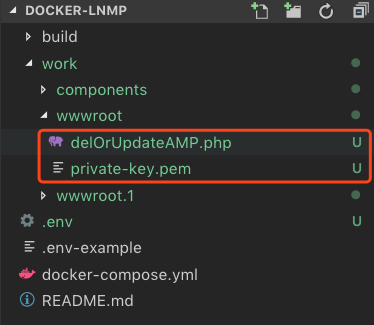 DOCKER-LNMP
build
work
components
wwwroot
delOrUpdateAMP.php U
private-key.pem U
wwwroot.1
.env U
.env-example
docker-compose.yml
README.md